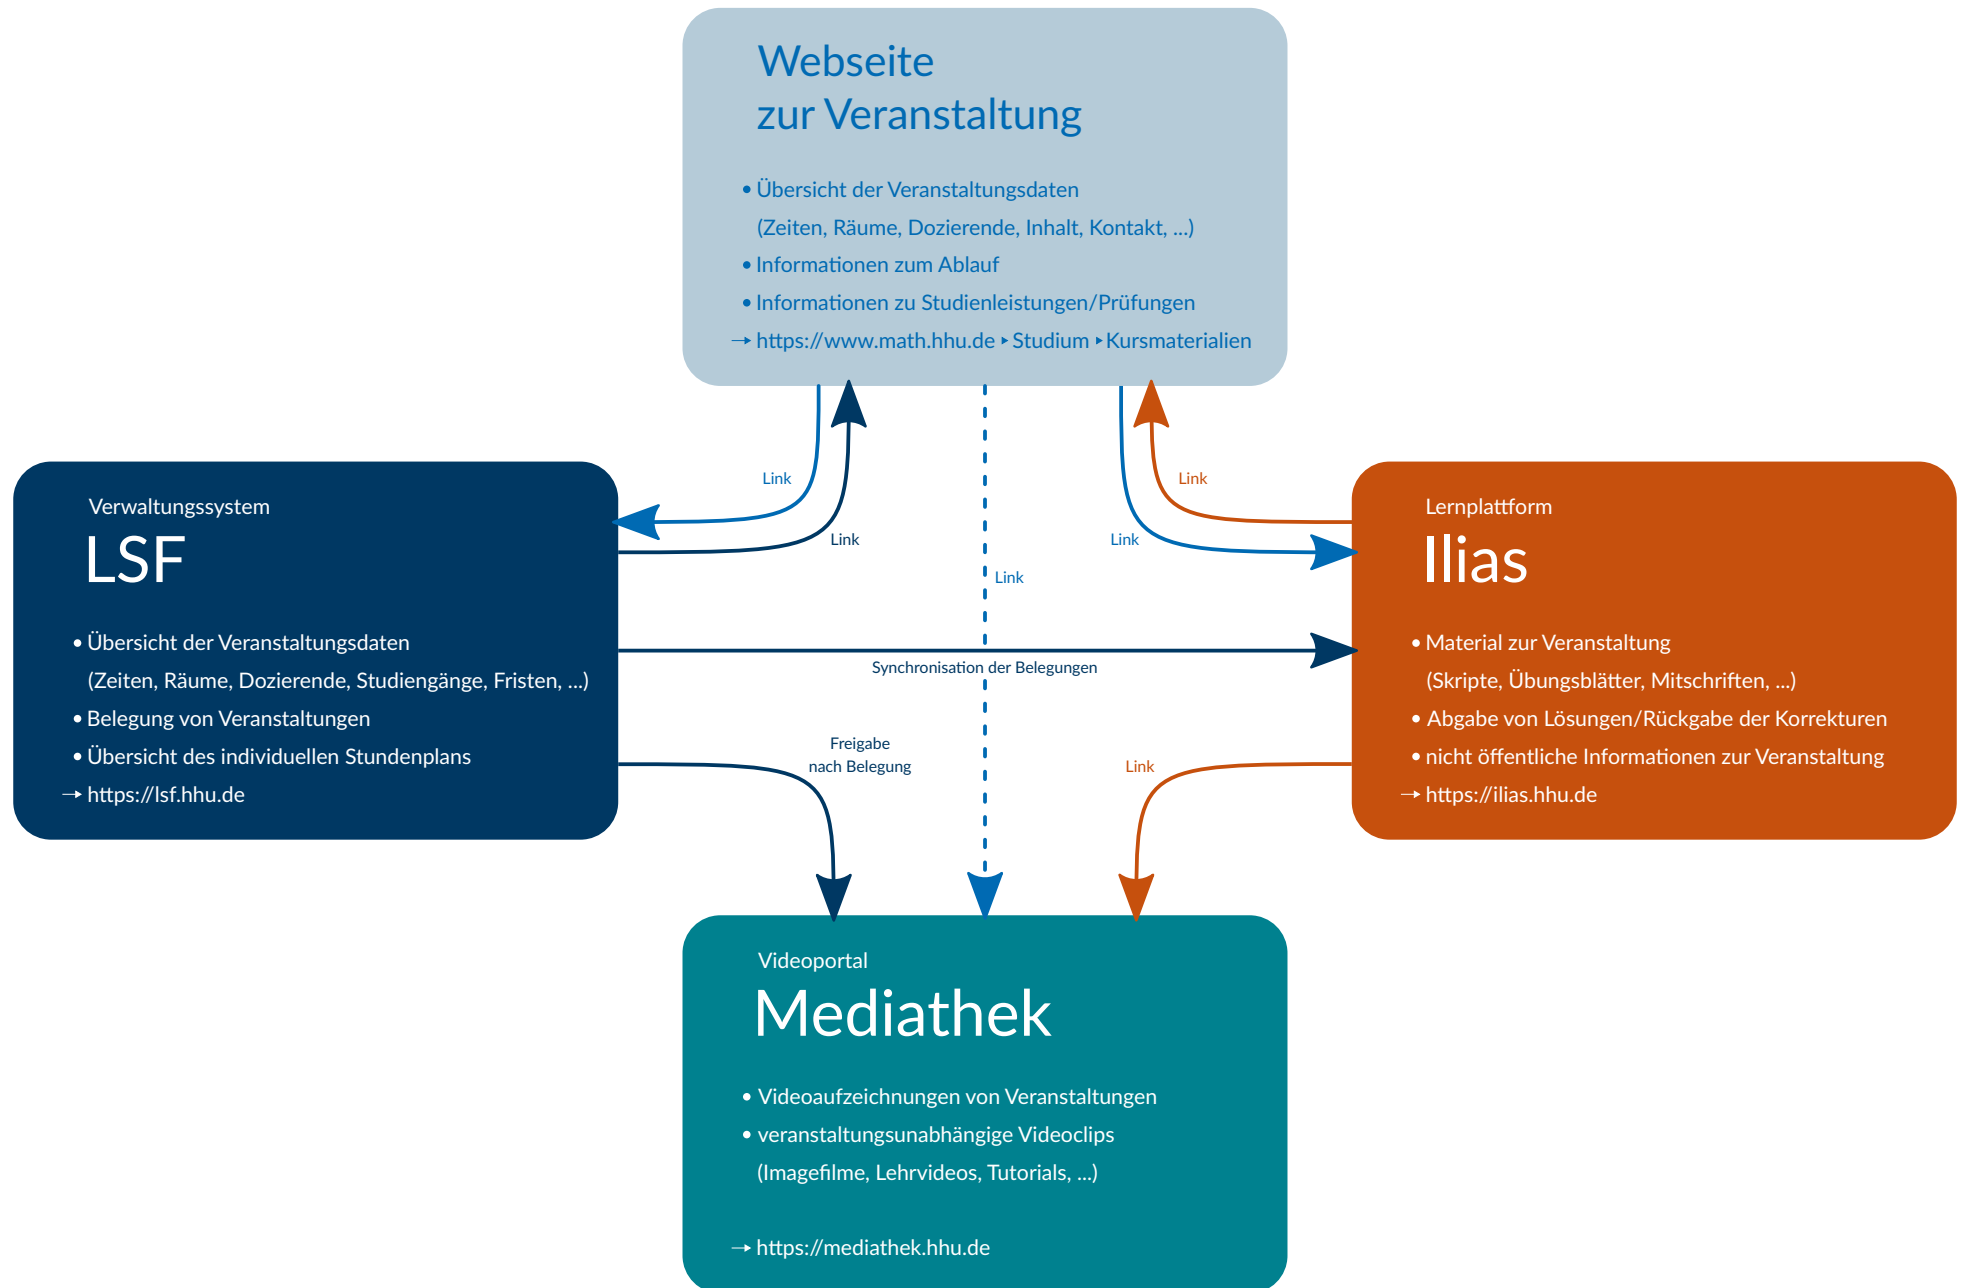 Webseite
zur Veranstaltung
• Übersicht der Veranstaltungsdaten
(Zeiten, Räume, Dozierende, Inhalt, Kontakt, ...)
• Informationen zum Ablauf
• Informationen zu Studienleistungen/Prüfungen
→ https://www.math.hhu.de ‣ Studium ‣ Kursmaterialien
Link
Link
Link
Link
Link
Verwaltungssystem
LSF
• Übersicht der Veranstaltungsdaten
(Zeiten, Räume, Dozierende, Studiengänge, Fristen, ...)
• Belegung von Veranstaltungen
• Übersicht des individuellen Stundenplans
→ https://lsf.hhu.de
Synchronisation der Belegungen
Freigabe
nach Belegung
Link
Lernplattform
Ilias
• Material zur Veranstaltung
(Skripte, Übungsblätter, Mitschriften, ...)
• Abgabe von Lösungen/Rückgabe der Korrekturen
• nicht öffentliche Informationen zur Veranstaltung
→ https://ilias.hhu.de
Videoportal
Mediathek
• Videoaufzeichnungen von Veranstaltungen
• veranstaltungsunabhängige Videoclips
(Imagefilme, Lehrvideos, Tutorials, ...)
→ https://mediathek.hhu.de